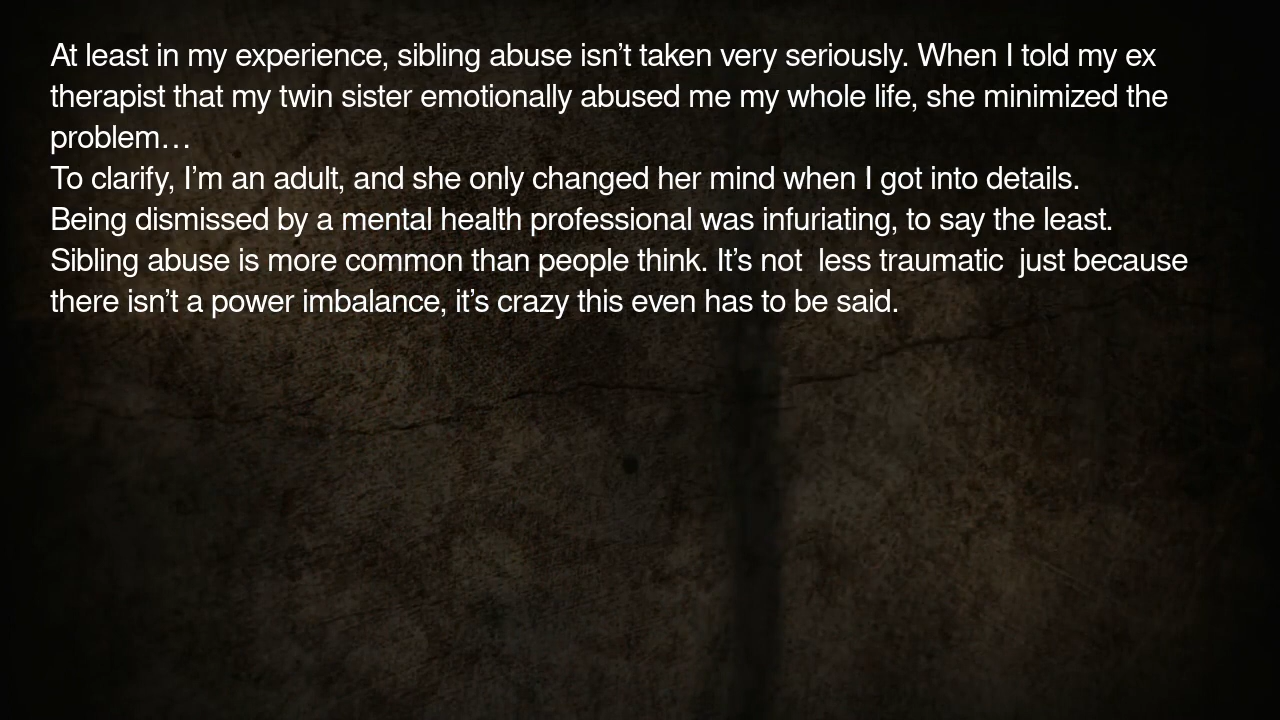 At least in my experience, sibling abuse isn’t taken very seriously. When I told my ex
therapist that my twin sister emotionally abused me my whole life, she minimized the
problem…
To clarify, I’m an adult, and she only changed her mind when I got into details.
Being dismissed by a mental health professional was infuriating, to say the least.
Sibling abuse is more common than people think. It’s not  less traumatic  just because
there isn’t a power imbalance, it’s crazy this even has to be said.